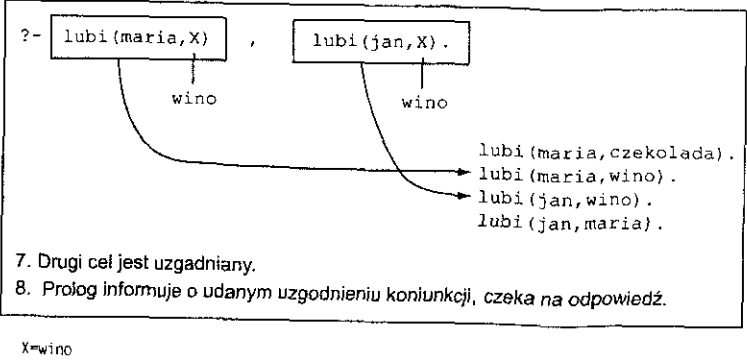 ?- lubi(maria,X) , lubi(jan,X).
wino wino
lubi(maria,czekolada).
lubi(maria,wino).
lubi(jan,wino).
lubi(jan,maria).
7. Drugi cel jest uzgadniany.
8. Prolog informuje o udanym uzgodnieniu koniunkcji, czeka na odpowiedź.
X=wino